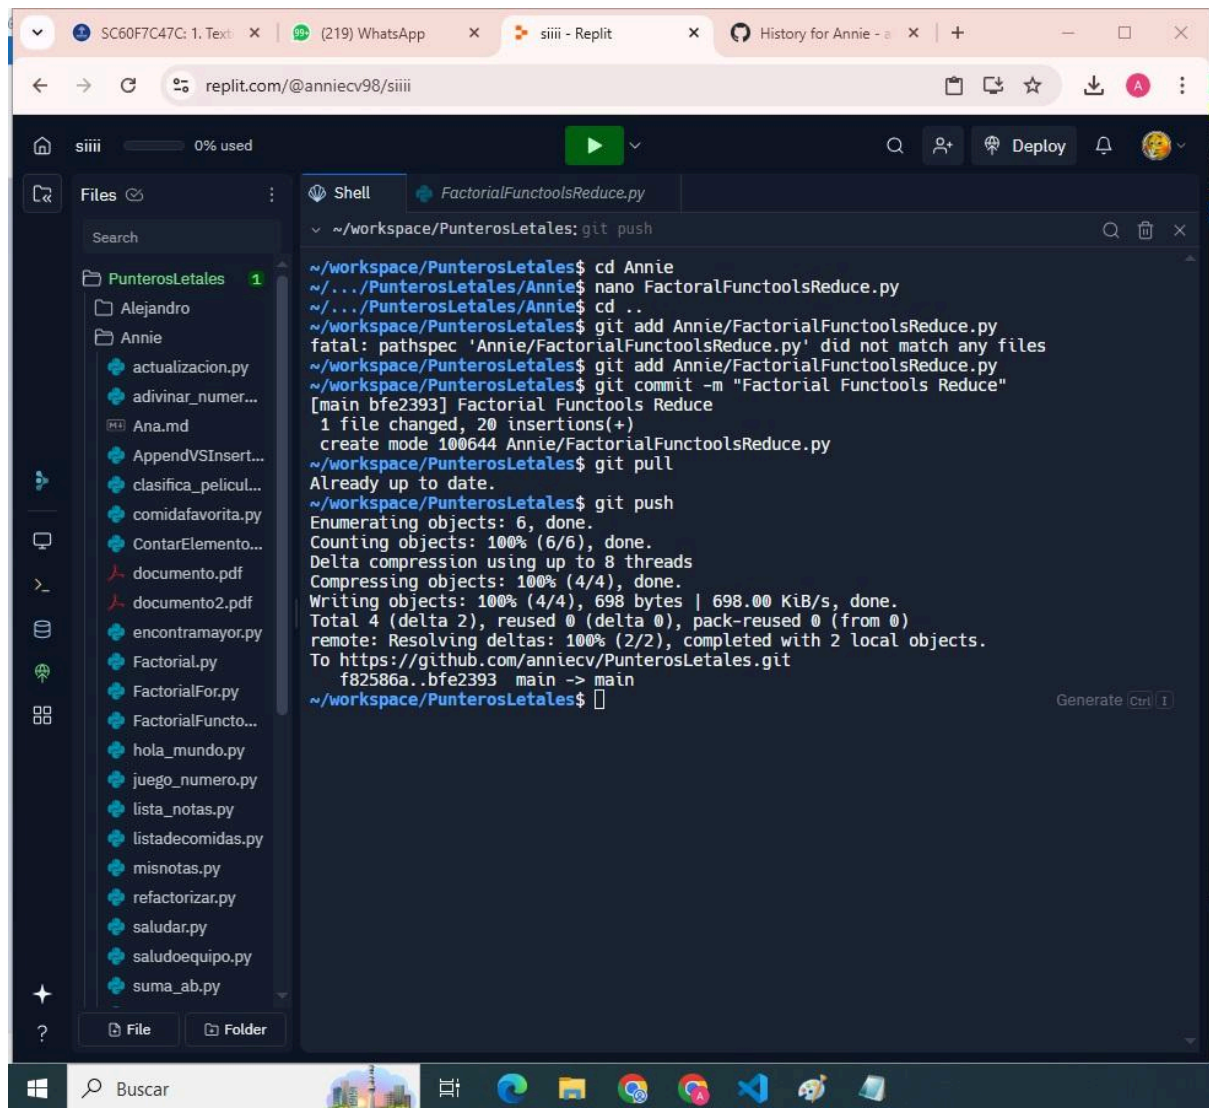 SC60F7C47C: 1. Text
99+
(219) WhatsApp
siiii - Replit
History for Annie - a
replit.com/@anniecv98/siiii
A
siiii
0% used
Deploy
Files
Search
PunterosLetales 1
Alejandro
Annie
actualizacion.py
adivinar_numer...
M↓ Ana.md
AppendVSInsert...
clasifica_pelicul...
comidafavorita.py
ContarElemento...
documento.pdf
documento2.pdf
encontramayor.py
Factorial.py
FactorialFor.py
FactorialFuncto...
hola_mundo.py
juego_numero.py
lista_notas.py
listadecomidas.py
misnotas.py
refactorizar.py
saludar.py
saludoequipo.py
suma_ab.py
File
Folder
?
Shell
FactorialFunctoolsReduce.py
~/workspace/PunterosLetales: git push
~/workspace/PunterosLetales$ cd Annie
~/.../PunterosLetales/Annie$ nano FactoralFunctoolsReduce.py
~/.../PunterosLetales/Annie$ cd ..
~/workspace/PunterosLetales$ git add Annie/FactorialFunctoolsReduce.py
fatal: pathspec 'Annie/FactorialFunctoolsReduce.py' did not match any files
~/workspace/PunterosLetales$ git add Annie/FactorialFunctoolsReduce.py
~/workspace/PunterosLetales$ git commit -m "Factorial Functools Reduce"
[main bfe2393] Factorial Functools Reduce
1 file changed, 20 insertions(+)
create mode 100644 Annie/FactorialFunctoolsReduce.py
~/workspace/PunterosLetales$ git pull
Already up to date.
~/workspace/PunterosLetales$ git push
Enumerating objects: 6, done.
Counting objects: 100% (6/6), done.
Delta compression using up to 8 threads
Compressing objects: 100% (4/4), done.
Writing objects: 100% (4/4), 698 bytes | 698.00 KiB/s, done.
Total 4 (delta 2), reused 0 (delta 0), pack-reused 0 (from 0)
remote: Resolving deltas: 100% (2/2), completed with 2 local objects.
To https://github.com/anniecv/PunterosLetales.git
f82586a..bfe2393 main -> main
~/workspace/PunterosLetales$
Generate Ctrl I
Buscar